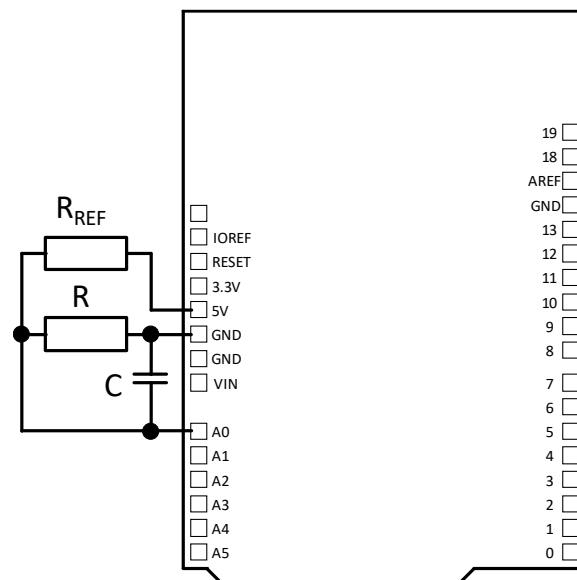 R_REF
R
C
IOREF
RESET
3.3V
5V
GND
GND
VIN
A0
A1
A2
A3
A4
A5
19
18
AREF
GND
13
12
11
10
9
8
7
6
5
4
3
2
1
0